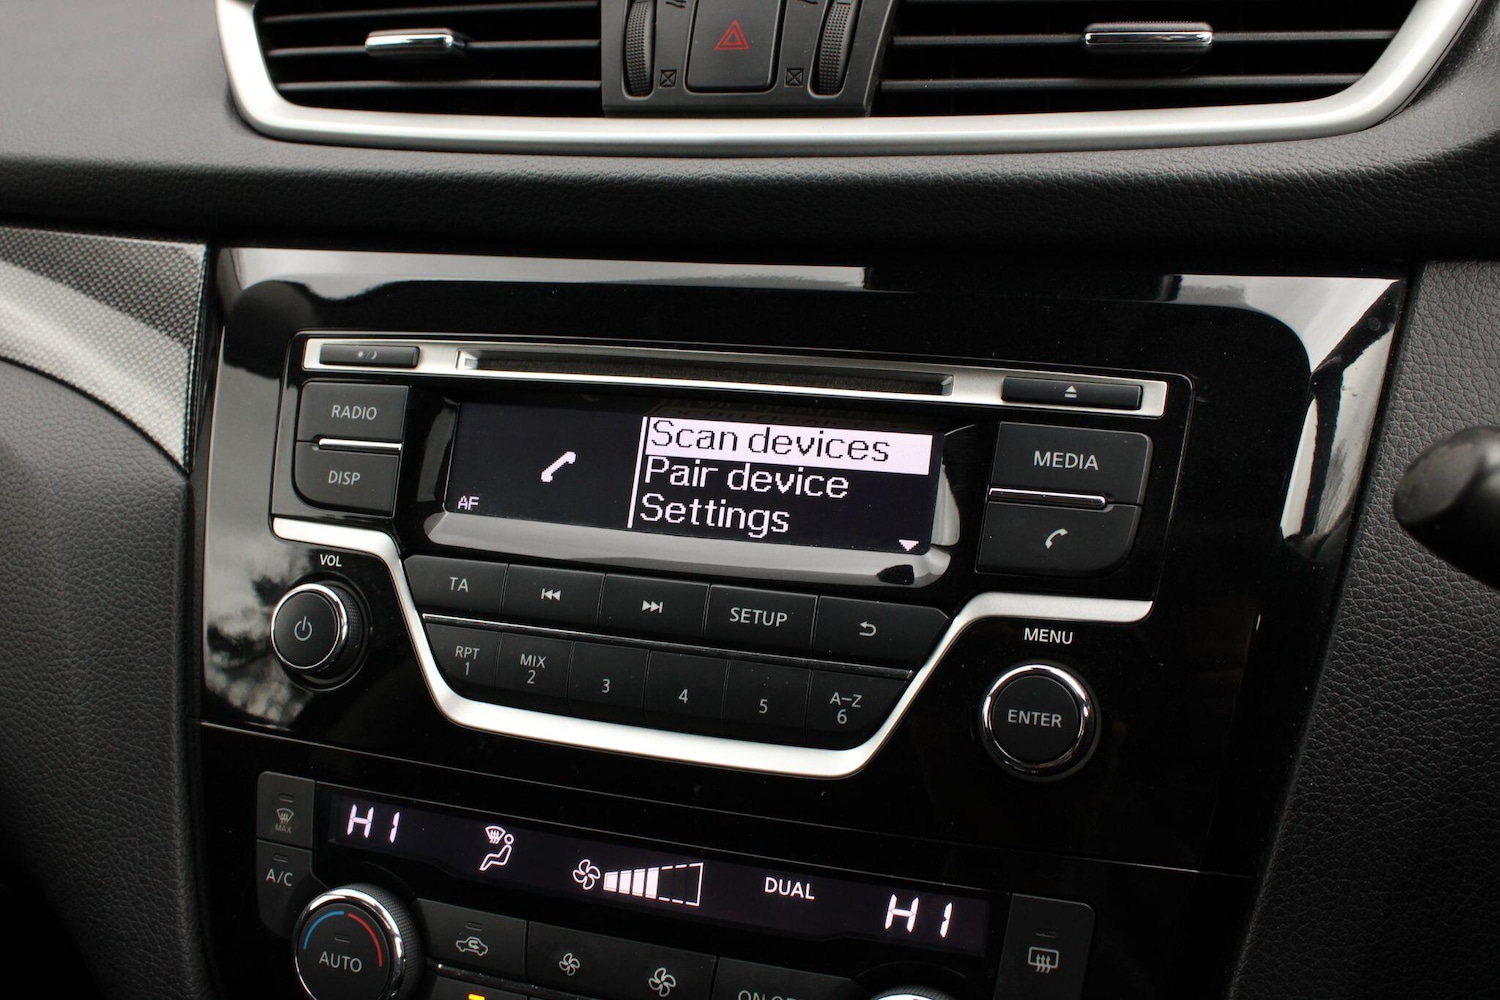 RADIO
DISP
AF
Scan devices
Pair device
Settings
MEDIA
VOL
TA
SETUP
MENU
RPT
1
MIX
2
3
4
5
A-Z
6
ENTER
MAX
HI
DUAL
HI
A/C
AUTO